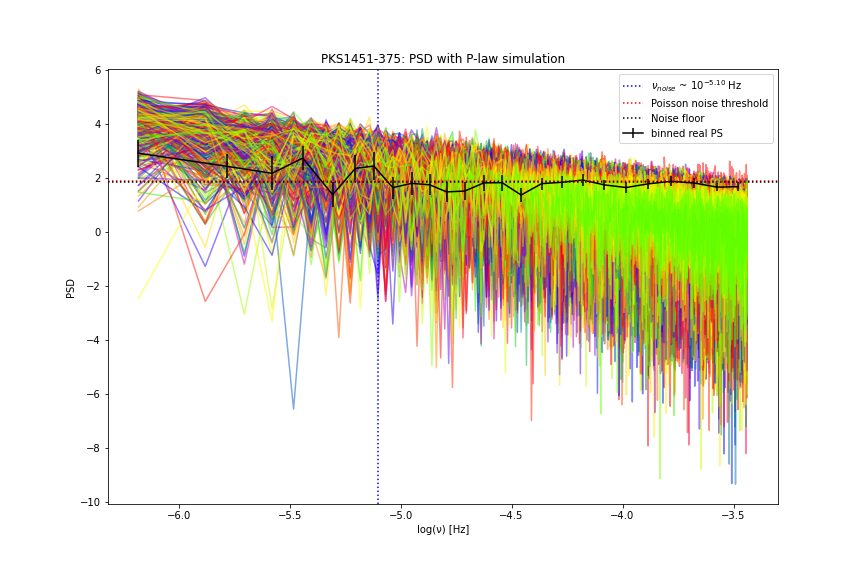 PKS1451-375: PSD with P-law simulation
6
4
2
0
−2
−4
−6
−8
−10
PSD
ν_noise ~ 10^−5.10 Hz
Poisson noise threshold
Noise floor
binned real PS
−6.0 −5.5 −5.0 −4.5 −4.0 −3.5
log(ν) [Hz]